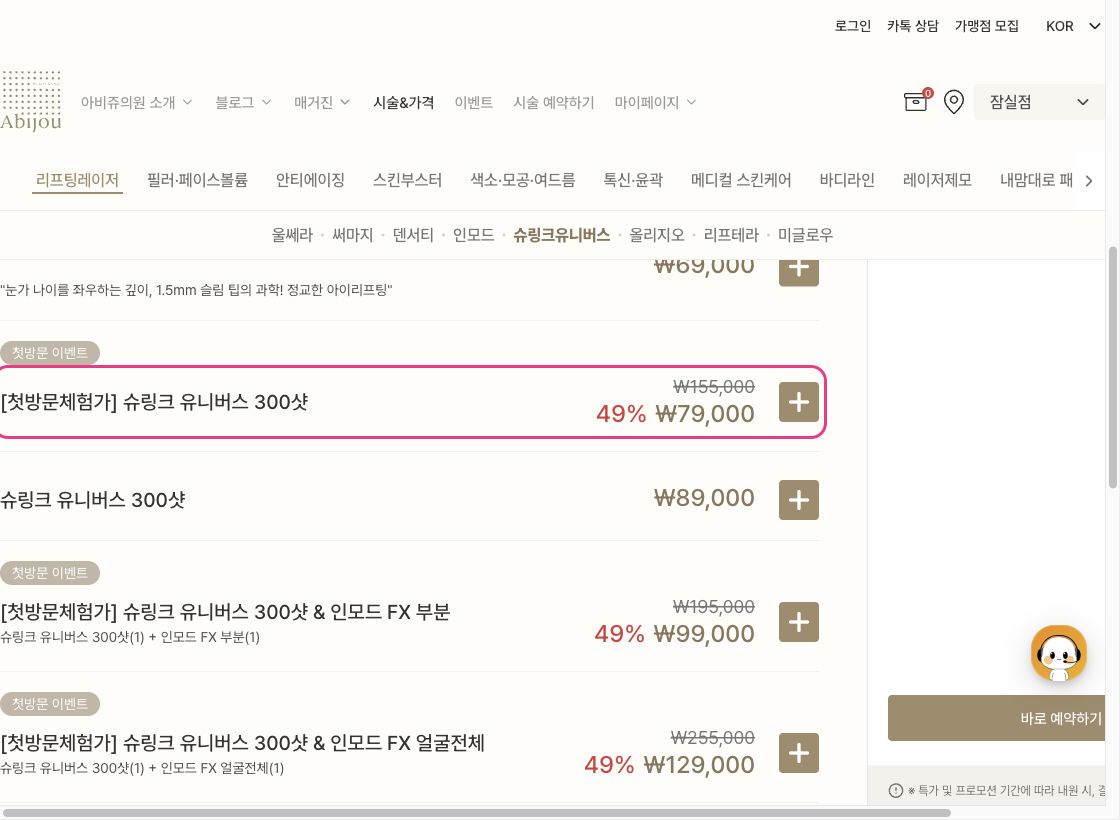 로그인 카톡 상담 가맹점 모집 KOR
Abijou
아비쥬의원 소개 블로그 매거진 시술&가격 이벤트 시술 예약하기 마이페이지 0 잠실점
리프팅레이저 필러·페이스볼륨 안티에이징 스킨부스터 색소·모공·여드름 톡신·윤곽 메디컬 스킨케어 바디라인 레이저제모 내맘대로 패
울쎄라 · 써마지 · 덴서티 · 인모드 · 슈링크유니버스 · 올리지오 · 리프테라 · 미글로우
₩69,000
"눈가 나이를 좌우하는 깊이, 1.5mm 슬림 팁의 과학! 정교한 아이리프팅"
첫방문 이벤트
₩155,000
[첫방문체험가] 슈링크 유니버스 300샷
49% ₩79,000
슈링크 유니버스 300샷 ₩89,000
첫방문 이벤트
₩195,000
[첫방문체험가] 슈링크 유니버스 300샷 & 인모드 FX 부분
49% ₩99,000
슈링크 유니버스 300샷(1) + 인모드 FX 부분(1)
첫방문 이벤트
바로 예약하기
₩255,000
[첫방문체험가] 슈링크 유니버스 300샷 & 인모드 FX 얼굴전체
49% ₩129,000
슈링크 유니버스 300샷(1) + 인모드 FX 얼굴전체(1)
※ 특가 및 프로모션 기간에 따라 내원 시, 결